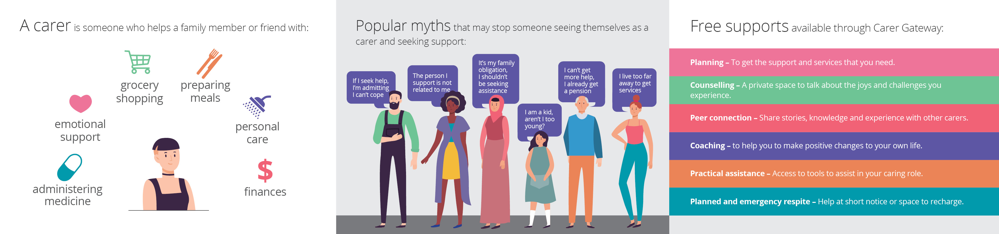 A carer is someone who helps a family member or friend with:
grocery
shopping
preparing
meals
emotional
support
personal
care
administering
medicine
$
finances
Popular myths that may stop someone seeing themselves as a
carer and seeking support:
If I seek help,
I'm admitting
I can't cope
The person I
support is not
related to me
It's my family
obligation,
I shouldn't
be seeking
assistance
I am a kid,
aren't I too
young?
I can't get
more help,
I already get
a pension
I live too far
away to get
services
Free supports available through Carer Gateway:
Planning – To get the support and services that you need.
Counselling – A private space to talk about the joys and challenges you
experience.
Peer connection – Share stories, knowledge and experience with other carers.
Coaching – to help you to make positive changes to your own life.
Practical assistance – Access to tools to assist in your caring role.
Planned and emergency respite – Help at short notice or space to recharge.